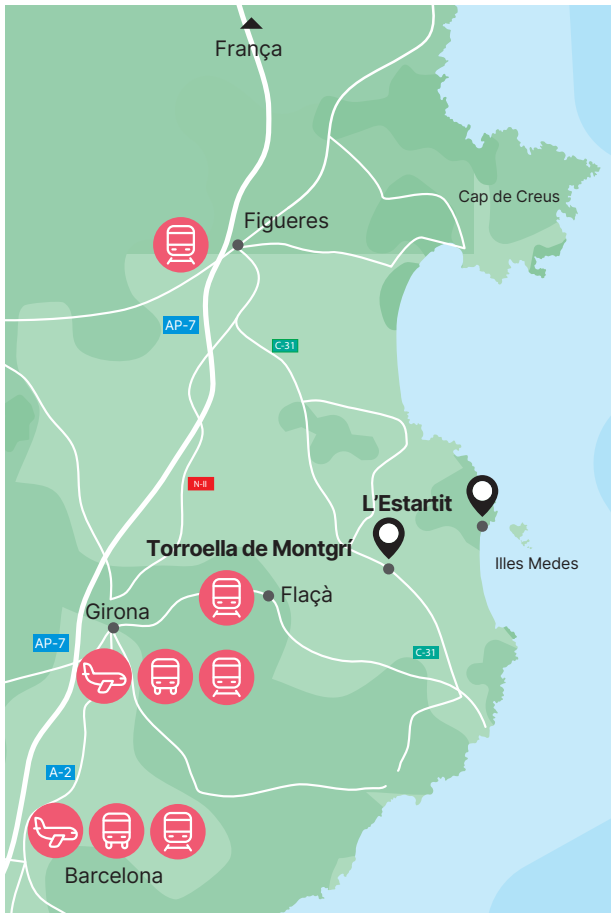 França
Cap de Creus
Figueres
AP-7
C-31
N-II
L'Estartit
Torroella de Montgrí
Illes Medes
Flaçà
Girona
AP-7
C-31
A-2
Barcelona